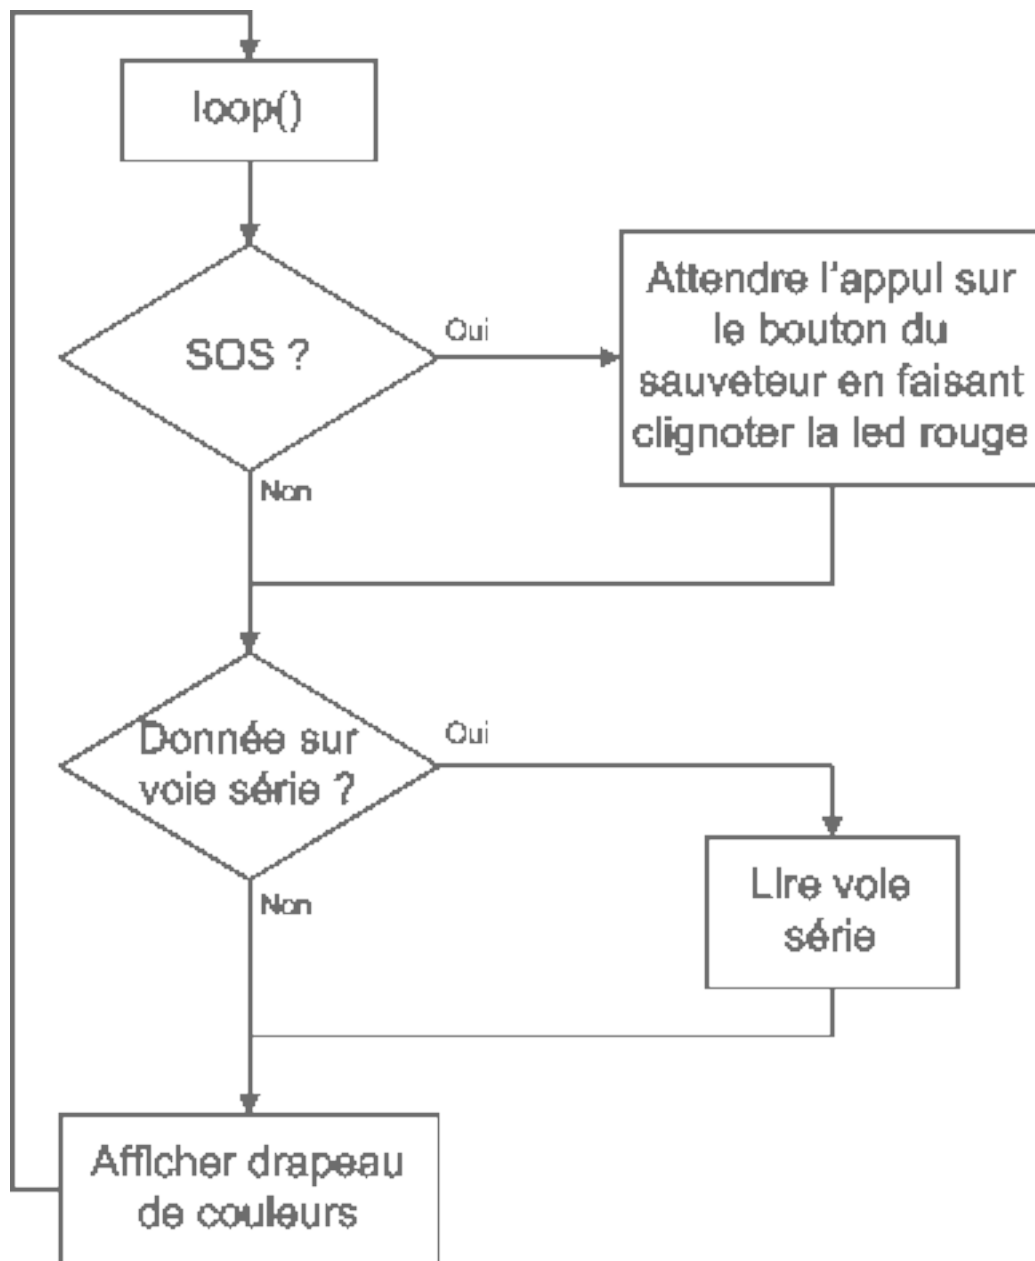 loop()
SOS ?
Oui
Attendre l'appui sur
le bouton du
sauveteur en faisant
clignoter la led rouge
Non
Donnée sur
voie série ?
Oui
Lire voie
série
Non
Afficher drapeau
de couleurs